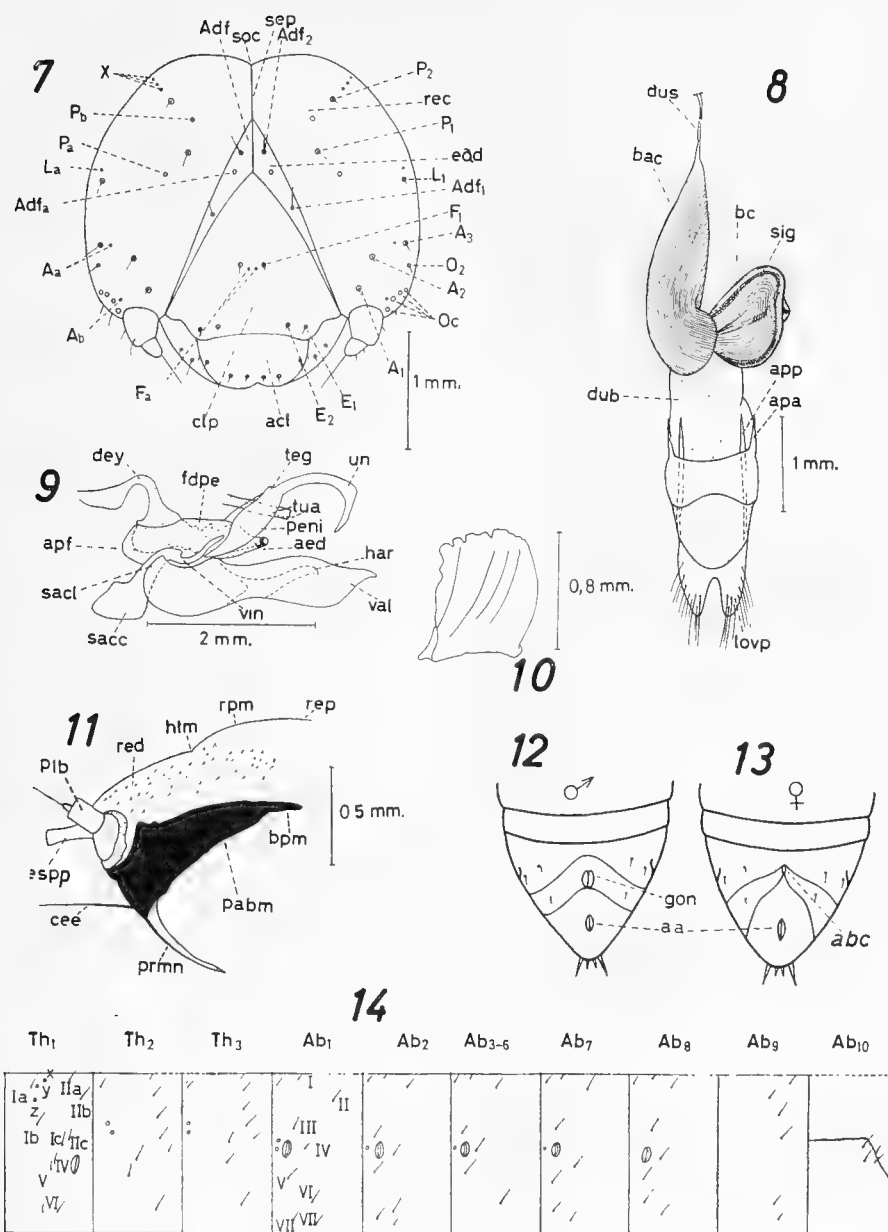 7
Adf soc sep Adf2
X
Pb
Pa
La
Adfa
Aa
Ab
Fa
clp
acl
E2
E1
A1
P2
rec
P1
ead
L1
Adf1
F1
A3
O2
A2
Oc
1 mm.
8
dus
bac
bc
sig
app
apa
dub
1 mm.
lovp
9
dey
fdpe
teg
un
tua
peni
aed
apf
sacl
har
vin
val
sacc
2 mm.
10
0,8 mm.
11
plb
red
htm
rpm
rep
05 mm.
bpm
espp
pabm
cee
prmn
12
♂
13
♀
gon
aa
abc
14
Th1 Th2 Th3 Ab1 Ab2 Ab3-6 Ab7 Ab8 Ab9 Ab10
x
Ia y IIa I
z IIb II
Ib Ic IIc III
IV IV
V V
VI VI
VII VII